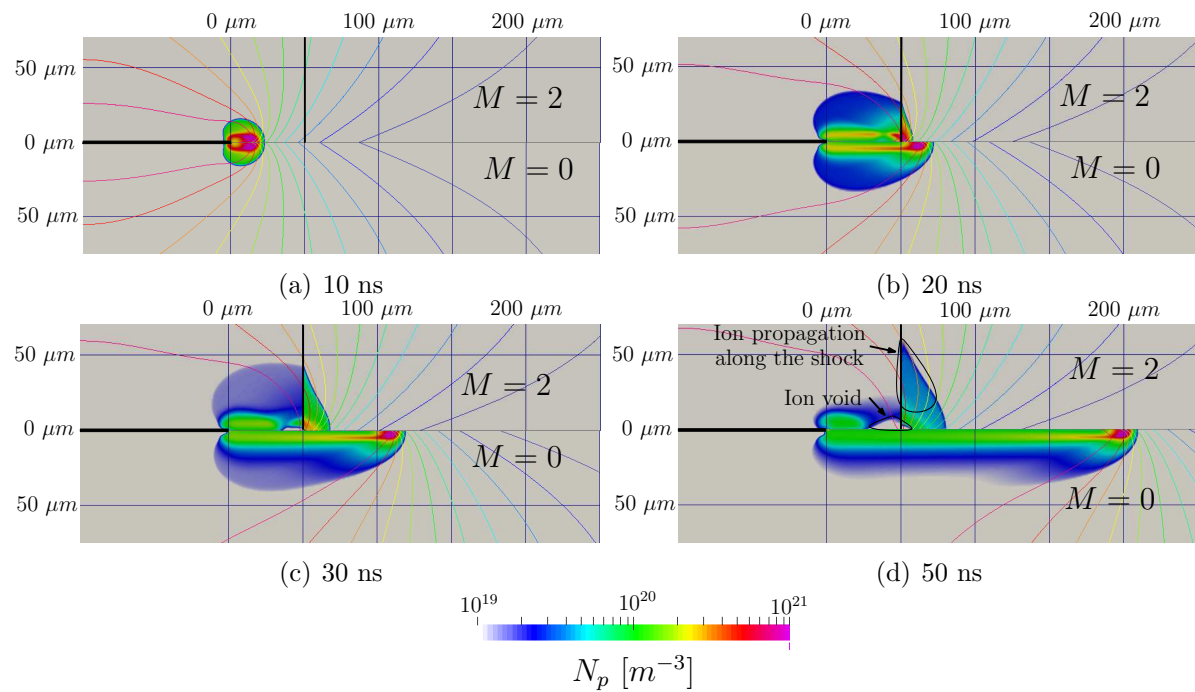 0 μm 100 μm 200 μm 0 μm 100 μm 200 μm
50 μm 50 μm
M = 2 M = 2
0 μm 0 μm
M = 0 M = 0
50 μm 50 μm
(a) 10 ns (b) 20 ns
0 μm 100 μm 200 μm 0 μm 100 μm 200 μm
Ion propagation
along the shock
50 μm 50 μm
M = 2 M = 2
Ion void
0 μm 0 μm
M = 0 M = 0
50 μm 50 μm
(c) 30 ns (d) 50 ns
10^19 10^20 10^21
N_p [m^−3]